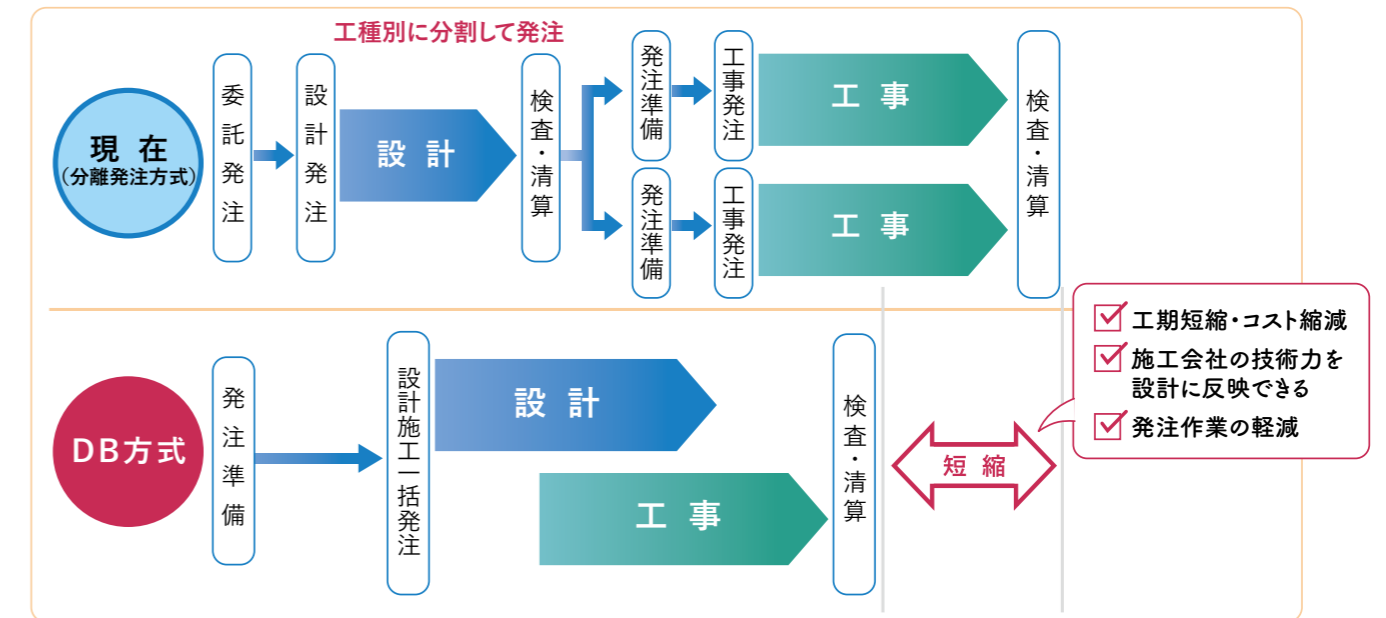 工種別に分割して発注
現在
(分離発注方式)
委託発注
設計発注
設計
検査・清算
発注準備
工事発注
工事
発注準備
工事発注
工事
検査・清算
DB方式
発注準備
設計施工一括発注
設計
工事
検査・清算
短縮
工期短縮・コスト縮減
施工会社の技術力を
設計に反映できる
発注作業の軽減